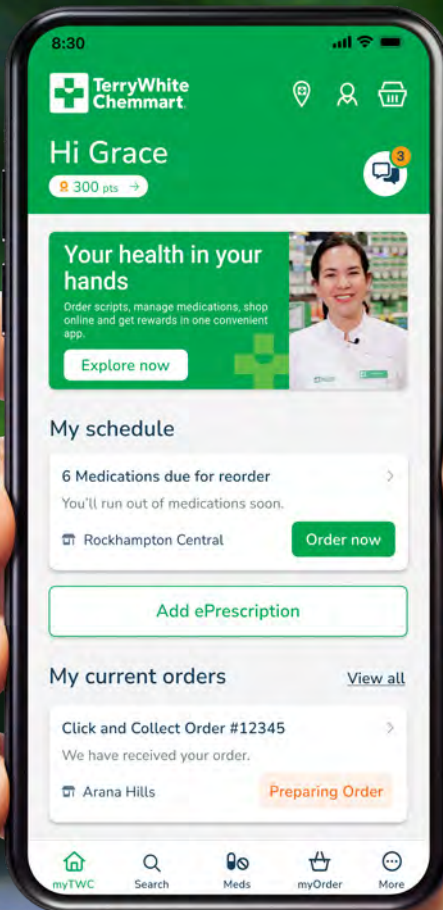 8:30
TerryWhite
Chemmart
Hi Grace
300 pts →
3
Your health in your
hands
Order scripts, manage medications, shop
online and get rewards in one convenient
app.
Explore now
My schedule
6 Medications due for reorder
You'll run out of medications soon.
Rockhampton Central
Order now
Add ePrescription
My current orders
View all
Click and Collect Order #12345
We have received your order.
Arana Hills
Preparing Order
myTWC
Search
Meds
myOrder
More